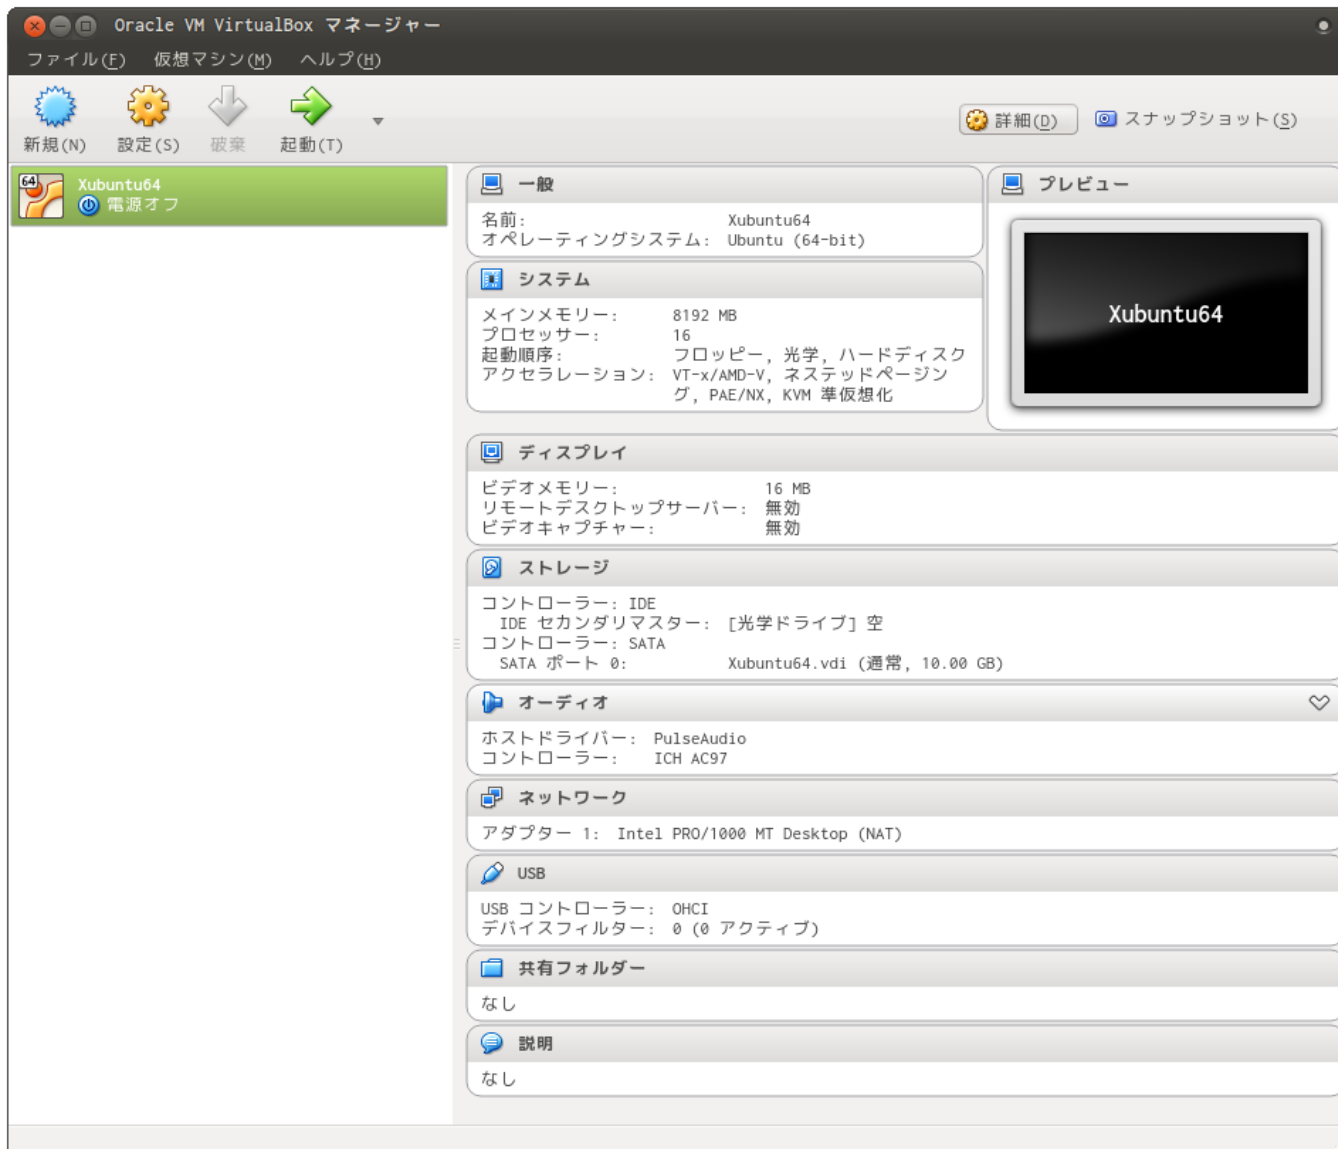 Oracle VM VirtualBox マネージャー
ファイル(F) 仮想マシン(M) ヘルプ(H)
新規(N) 設定(S) 破棄 起動(T)
詳細(D) スナップショット(S)
64
Xubuntu64
電源オフ
一般
名前: Xubuntu64
オペレーティングシステム: Ubuntu (64-bit)
システム
メインメモリー: 8192 MB
プロセッサー: 16
起動順序: フロッピー, 光学, ハードディスク
アクセラレーション: VT-x/AMD-V, ネステッドページン
グ, PAE/NX, KVM 準仮想化
プレビュー
Xubuntu64
ディスプレイ
ビデオメモリー: 16 MB
リモートデスクトップサーバー: 無効
ビデオキャプチャー: 無効
ストレージ
コントローラー: IDE
IDE セカンダリマスター: [光学ドライブ] 空
コントローラー: SATA
SATA ポート 0: Xubuntu64.vdi (通常, 10.00 GB)
オーディオ
ホストドライバー: PulseAudio
コントローラー: ICH AC97
ネットワーク
アダプター 1: Intel PRO/1000 MT Desktop (NAT)
USB
USB コントローラー: OHCI
デバイスフィルター: 0 (0 アクティブ)
共有フォルダー
なし
説明
なし